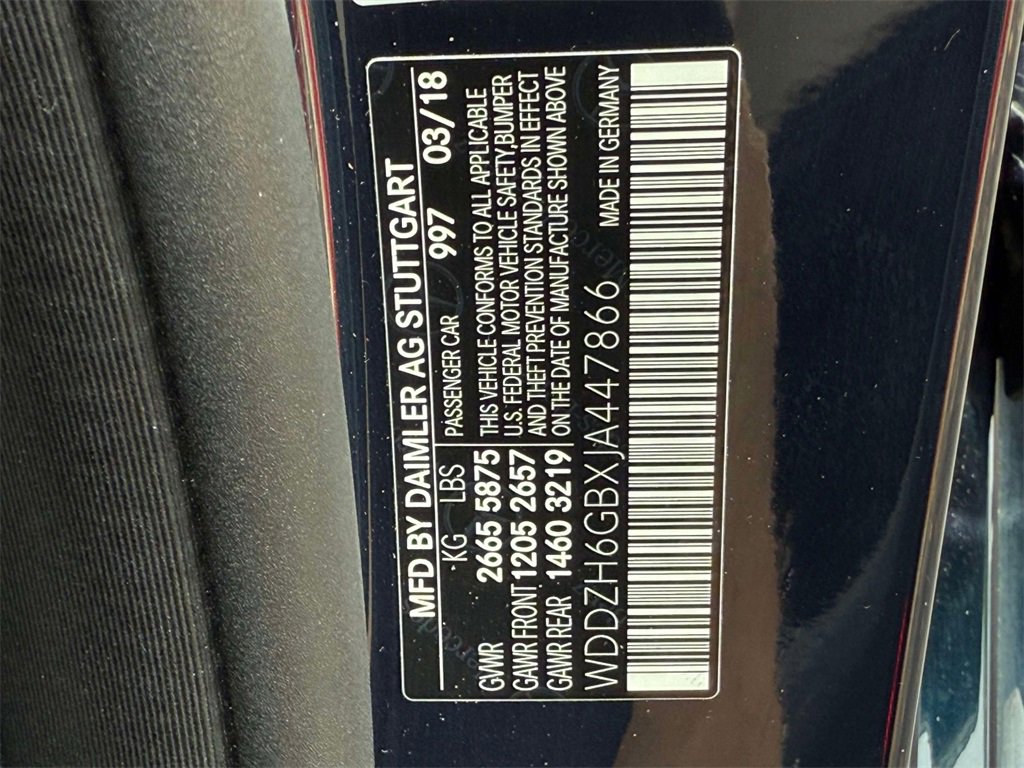 MFD BY DAIMLER AG STUTTGART
KG LBS PASSENGER CAR 997 03/18
GWR 2665 5875
GAWR FRONT 1205 2657
GAWR REAR 1460 3219
THIS VEHICLE CONFORMS TO ALL APPLICABLE
U.S. FEDERAL MOTOR VEHICLE SAFETY,BUMPER
AND THEFT PREVENTION STANDARDS IN EFFECT
ON THE DATE OF MANUFACTURE SHOWN ABOVE
WDDZH6GBXJA447866 MADE IN GERMANY